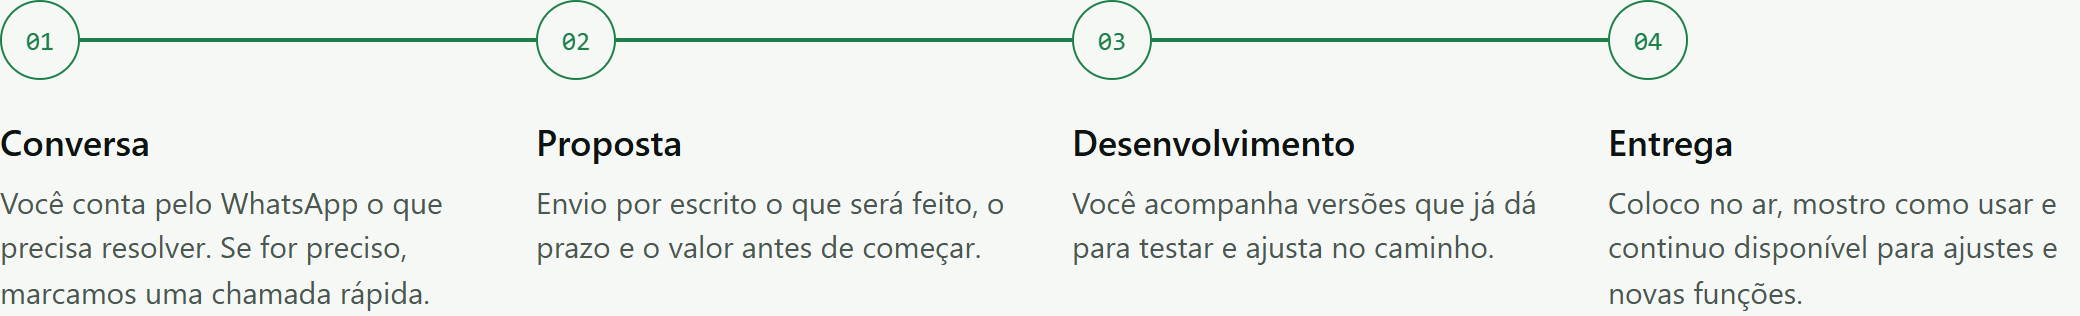 01
02
03
04
Conversa
Você conta pelo WhatsApp o que
precisa resolver. Se for preciso,
marcamos uma chamada rápida.
Proposta
Envio por escrito o que será feito, o
prazo e o valor antes de começar.
Desenvolvimento
Você acompanha versões que já dá
para testar e ajusta no caminho.
Entrega
Coloco no ar, mostro como usar e
continuo disponível para ajustes e
novas funções.